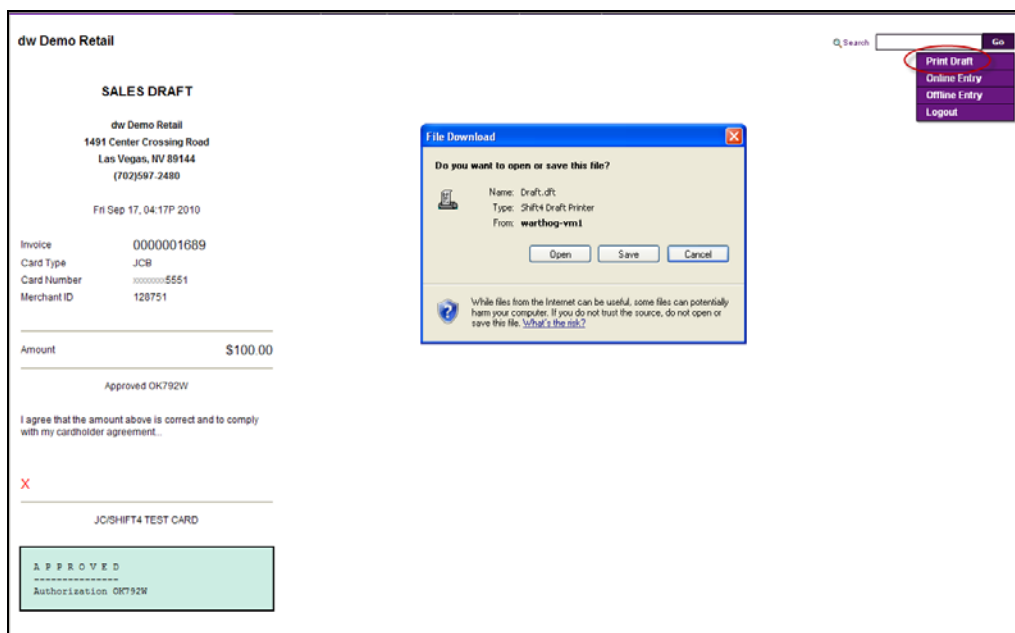 dw Demo Retail
Search
Go
Print Draft
Online Entry
Offline Entry
Logout
SALES DRAFT
dw Demo Retail
1491 Center Crossing Road
Las Vegas, NV 89144
(702)597-2480
Fri Sep 17, 04:17P 2010
Invoice 0000001689
Card Type JCB
Card Number xxxxxxxx5551
Merchant ID 128751
Amount $100.00
Approved OK792W
I agree that the amount above is correct and to comply
with my cardholder agreement...
X
JC/SHIFT4 TEST CARD
A P P R O V E D
---------------
Authorization OK792W
File Download
Do you want to open or save this file?
Name: Draft.dft
Type: Shift4 Draft Printer
From: warthog-vm1
Open Save Cancel
While files from the Internet can be useful, some files can potentially
harm your computer. If you do not trust the source, do not open or
save this file. What's the risk?